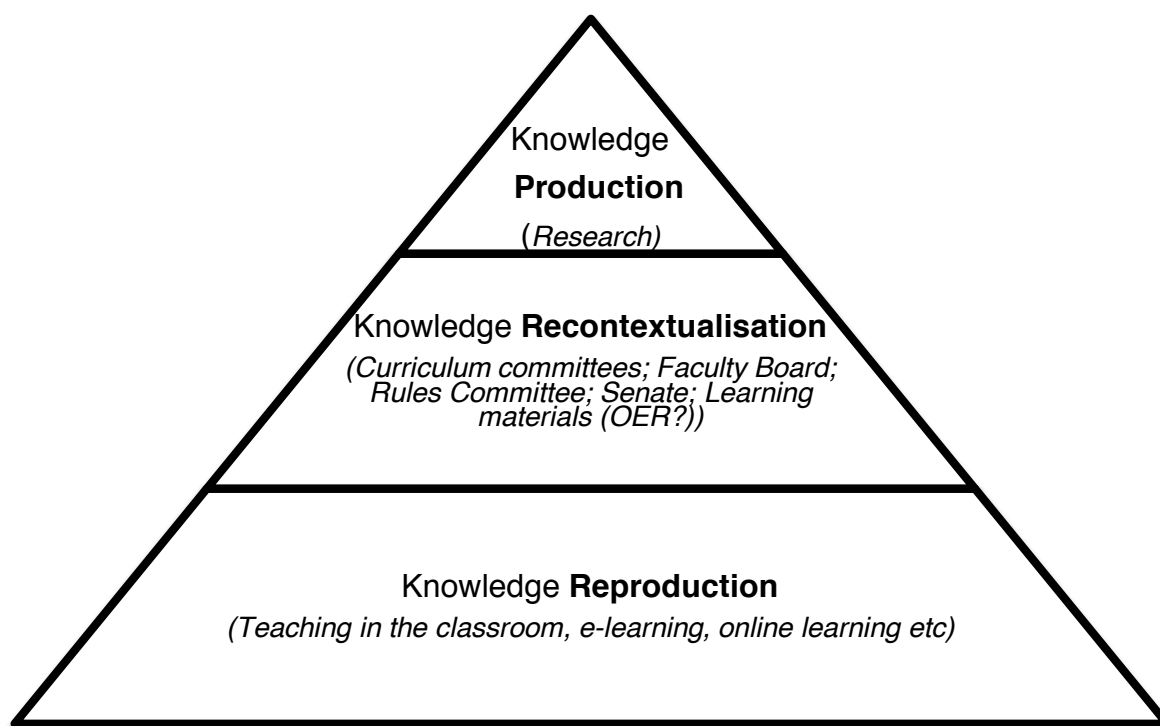 Knowledge
Production
(Research)
Knowledge Recontextualisation
(Curriculum committees; Faculty Board;
Rules Committee; Senate; Learning
materials (OER?))
Knowledge Reproduction
(Teaching in the classroom, e-learning, online learning etc)